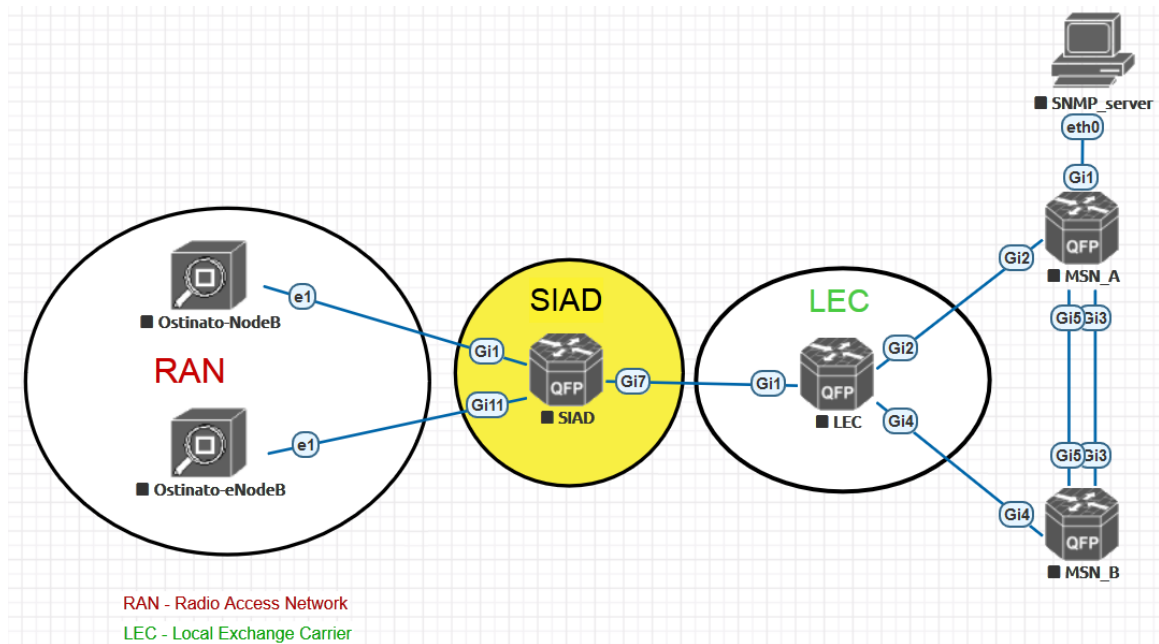 SNMP_server
eth0
Gi1
QFP
MSN_A
Gi2
Gi5
Gi3
SIAD
LEC
e1
Ostinato-NodeB
Gi1
RAN
QFP
SIAD
Gi7
Gi1
QFP
LEC
Gi2
Gi4
Gi11
e1
Ostinato-eNodeB
Gi5
Gi3
Gi4
QFP
MSN_B
RAN - Radio Access Network
LEC - Local Exchange Carrier